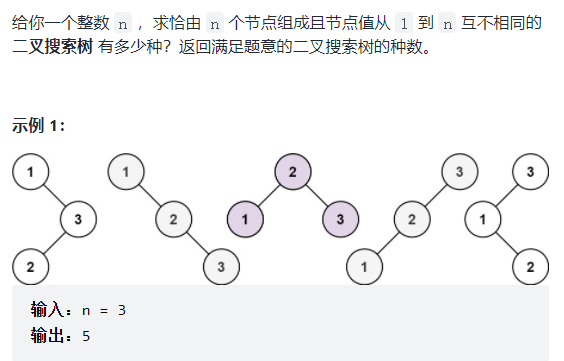 给你一个整数 n ，求恰由 n 个节点组成且节点值从 1 到 n 互不相同的
二叉搜索树 有多少种？返回满足题意的二叉搜索树的种数。
示例 1：
1 1 2 3 3
3 2 1 3 2 1
2 3 1 2
输入：n = 3
输出：5